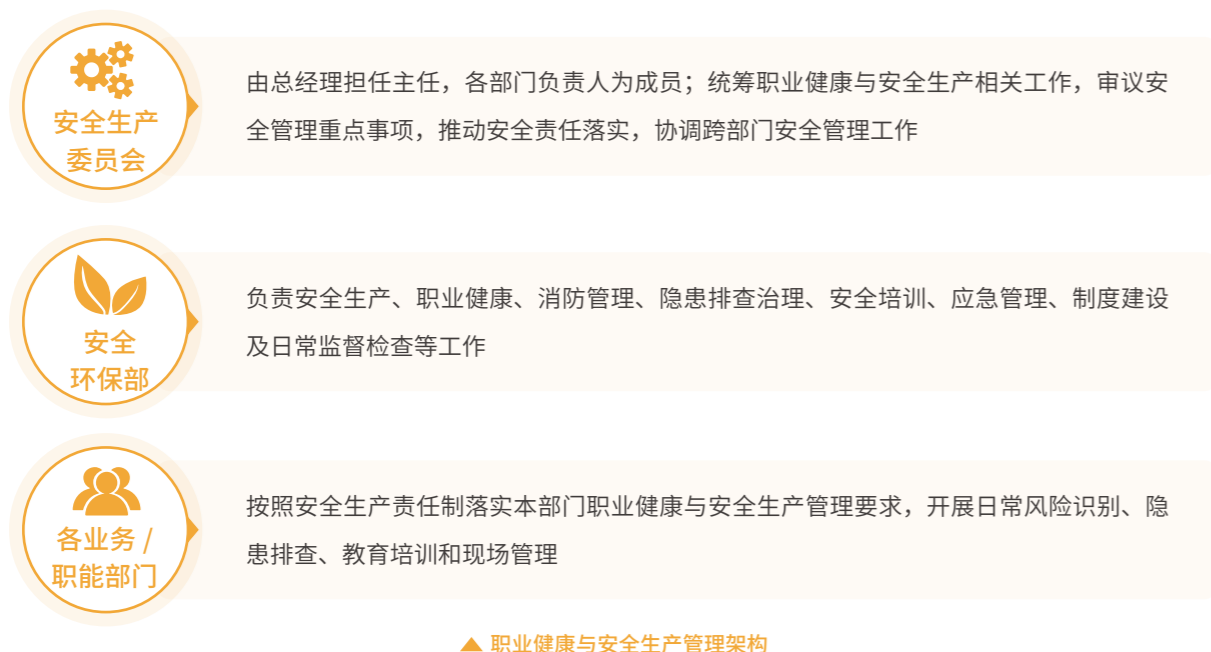 安全生产
委员会
由总经理担任主任，各部门负责人为成员；统筹职业健康与安全生产相关工作，审议安
全管理重点事项，推动安全责任落实，协调跨部门安全管理工作
安全
环保部
负责安全生产、职业健康、消防管理、隐患排查治理、安全培训、应急管理、制度建设
及日常监督检查等工作
各业务 /
职能部门
按照安全生产责任制落实本部门职业健康与安全生产管理要求，开展日常风险识别、隐
患排查、教育培训和现场管理
▲ 职业健康与安全生产管理架构